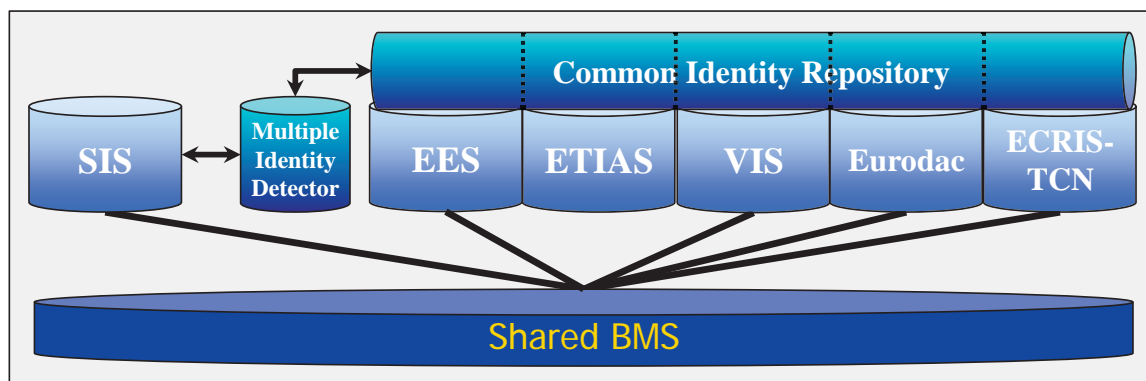 Common Identity Repository
SIS
Multiple
Identity
Detector
EES
ETIAS
VIS
Eurodac
ECRIS-
TCN
Shared BMS